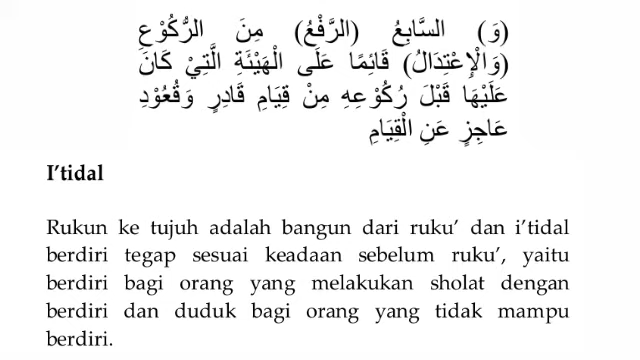 (وَ) السَّابِعُ (الرَّفْعُ) مِنَ الرُّكُوْعِ
(وَالْإِعْتِدَالُ) قَائِمًا عَلَى الْهَيْئَةِ الَّتِيْ كَانَ
عَلَيْهَا قَبْلَ رُكُوْعِهِ مِنْ قِيَامِ قَادِرٍ وَقُعُوْدِ
عَاجِزٍ عَنِ الْقِيَامِ
I'tidal
Rukun ke tujuh adalah bangun dari ruku' dan i'tidal
berdiri tegap sesuai keadaan sebelum ruku', yaitu
berdiri bagi orang yang melakukan sholat dengan
berdiri dan duduk bagi orang yang tidak mampu
berdiri.